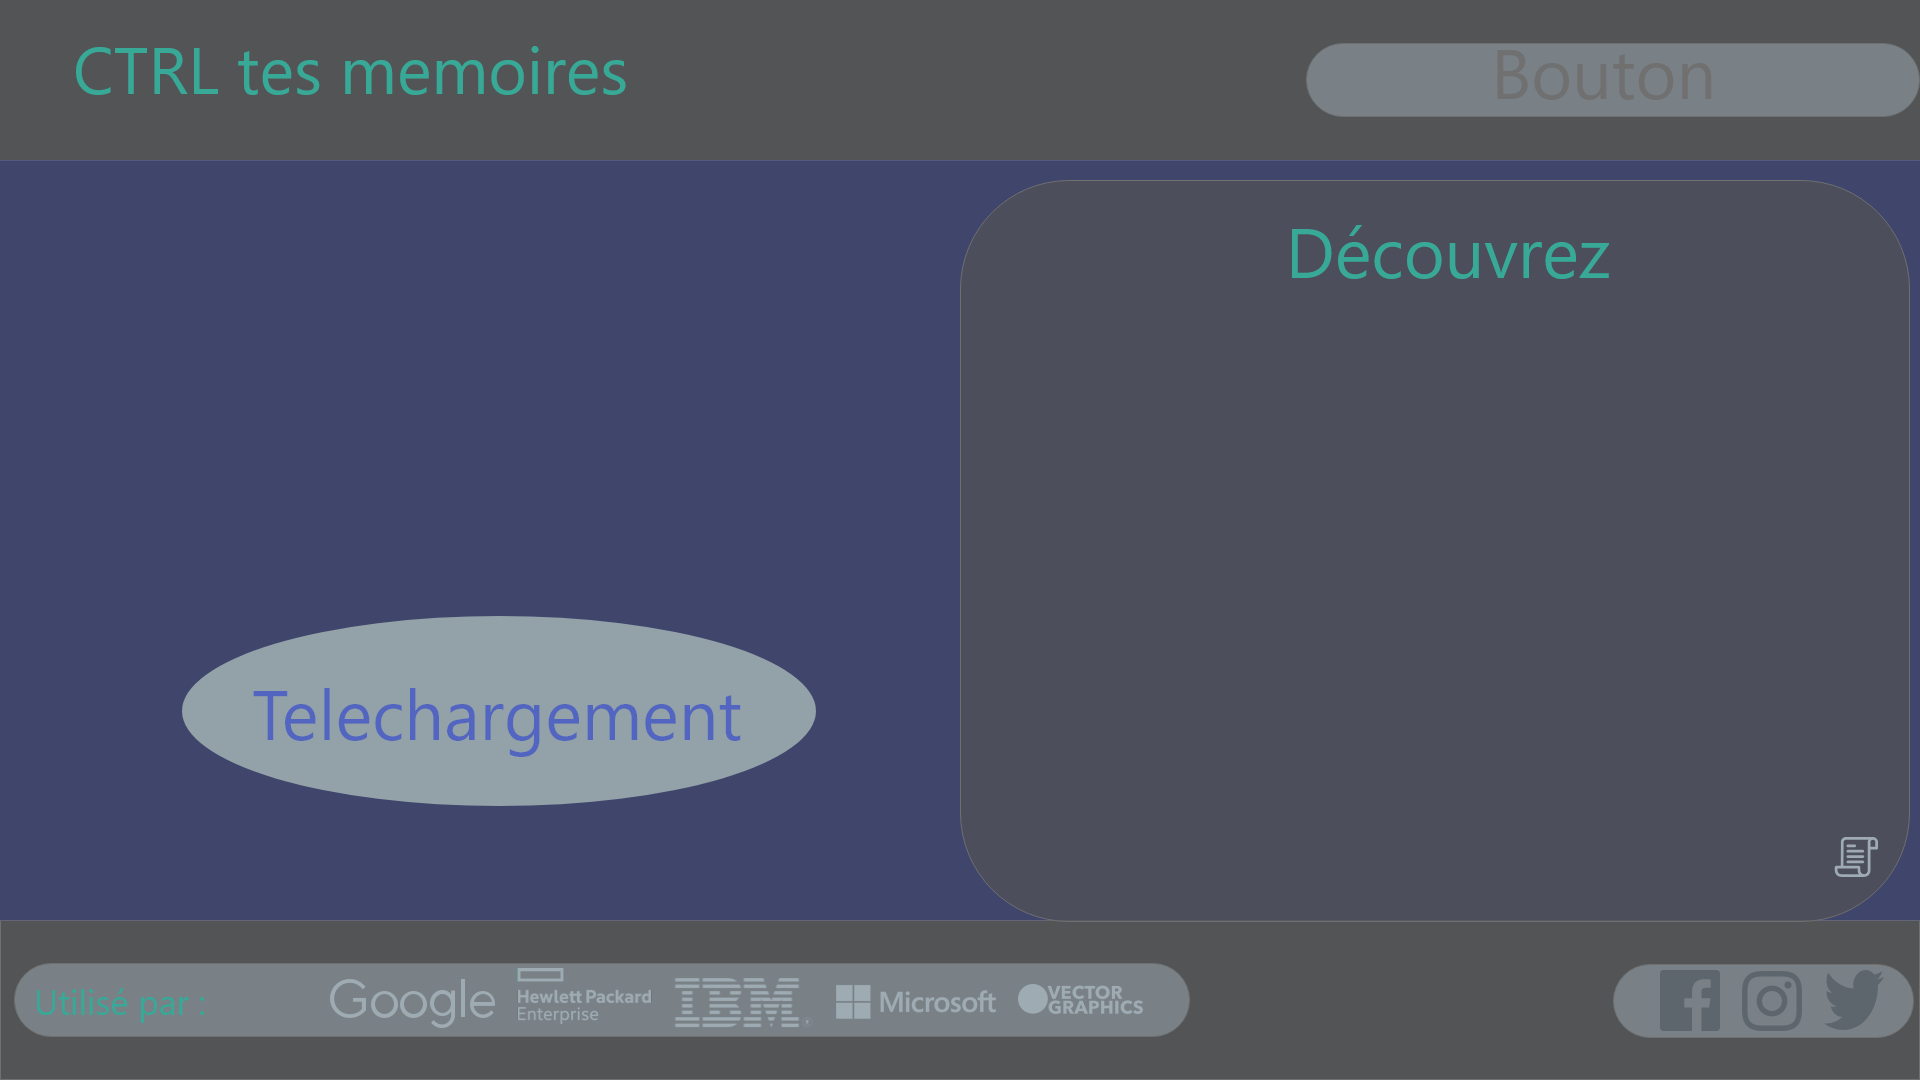 CTRL tes memoires
Bouton
Découvrez
Telechargement
Utilisé par :
Google
Hewlett Packard
Enterprise
IBM
Microsoft
VECTOR
GRAPHICS